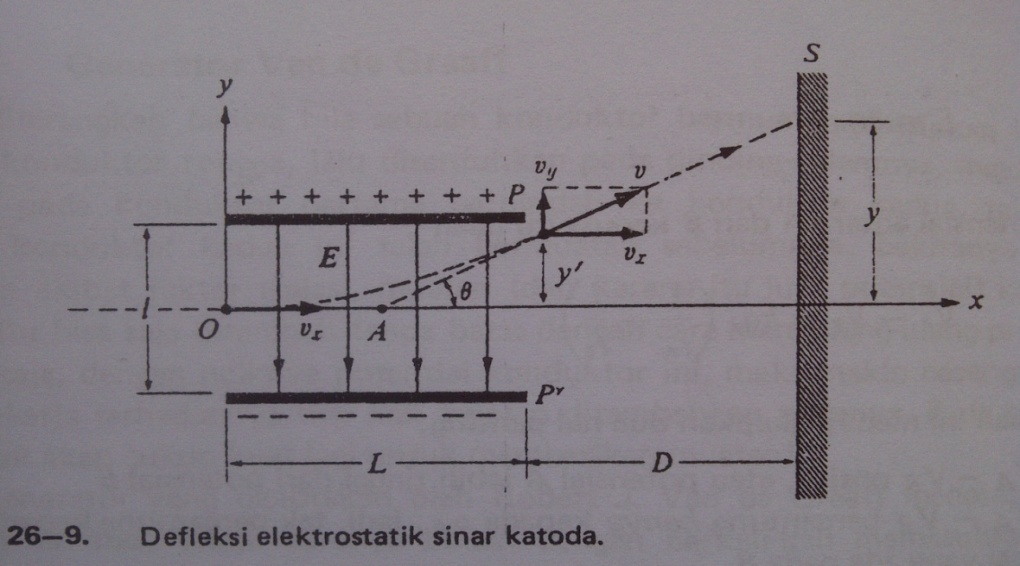 S
y
+ + + + + + + + P
v_y v
E y
v_x
l y' θ
O v_x A x
P'
− − − − − − − −
L D
26—9. Defleksi elektrostatik sinar katoda.